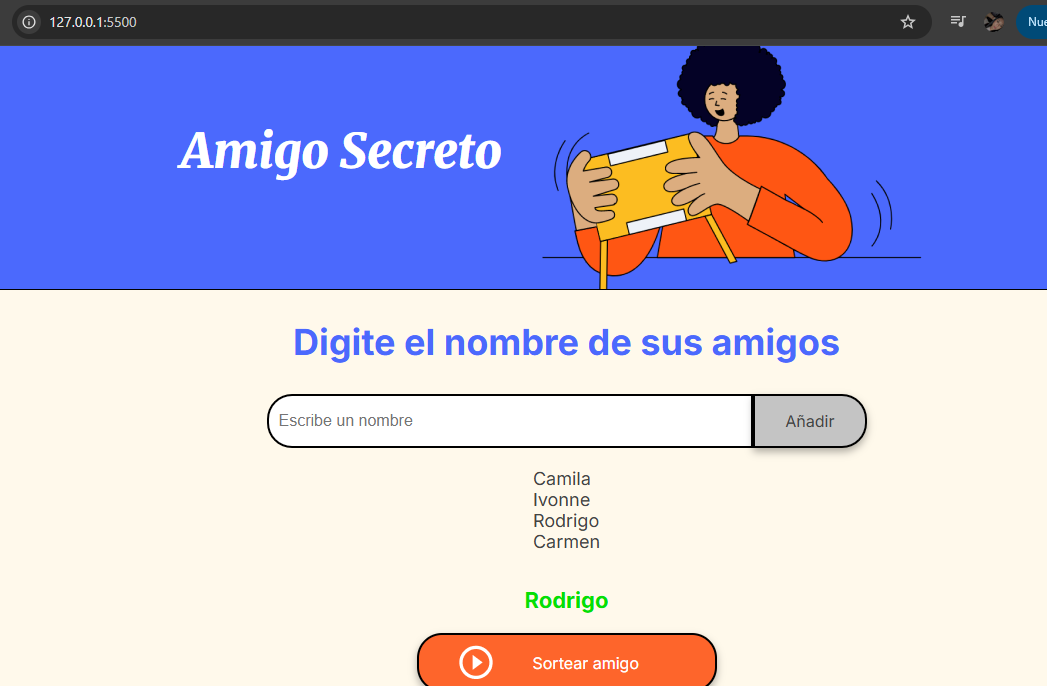 127.0.0.1:5500
Nue
Amigo Secreto
Digite el nombre de sus amigos
Escribe un nombre
Añadir
Camila
Ivonne
Rodrigo
Carmen
Rodrigo
Sortear amigo